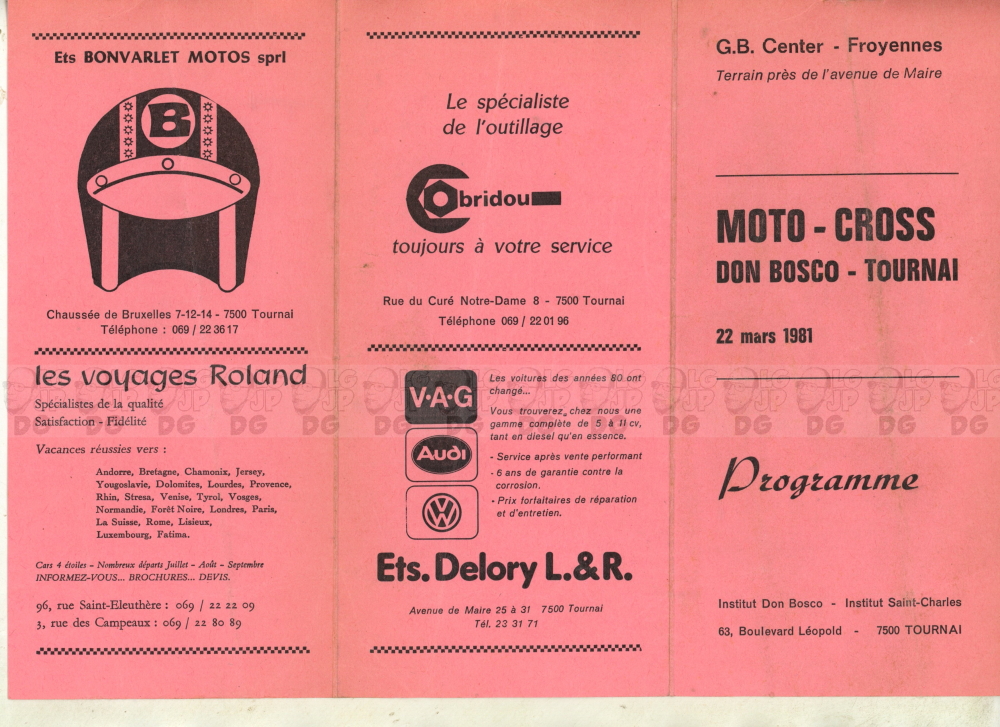 Ets BONVARLET MOTOS sprl
B
Chaussée de Bruxelles 7-12-14 - 7500 Tournai
Téléphone : 069 / 22 36 17
les voyages Roland
Spécialistes de la qualité
Satisfaction - Fidélité
Vacances réussies vers :
Andorre, Bretagne, Chamonix, Jersey,
Yougoslavie, Dolomites, Lourdes, Provence,
Rhin, Stresa, Venise, Tyrol, Vosges,
Normandie, Forêt Noire, Londres, Paris,
La Suisse, Rome, Lisieux,
Luxembourg, Fatima.
Cars 4 étoiles - Nombreux départs Juillet - Août - Septembre
INFORMEZ-VOUS... BROCHURES... DEVIS.
96, rue Saint-Eleuthère : 069 / 22 22 09
3, rue des Campeaux : 069 / 22 80 89
Le spécialiste
de l'outillage
Obridou
toujours à votre service
Rue du Curé Notre-Dame 8 - 7500 Tournai
Téléphone 069 / 22 01 96
V·A·G
Audi
VW
Les voitures des années 80 ont
changé...
Vous trouverez chez nous une
gamme complète de 5 à 11 cv,
tant en diesel qu'en essence.
- Service après vente performant
- 6 ans de garantie contre la
corrosion.
- Prix forfaitaires de réparation
et d'entretien.
Ets. Delory L.&R.
Avenue de Maire 25 à 31 7500 Tournai
Tél. 23 31 71
G.B. Center - Froyennes
Terrain près de l'avenue de Maire
MOTO - CROSS
DON BOSCO - TOURNAI
22 mars 1981
Programme
Institut Don Bosco - Institut Saint-Charles
63, Boulevard Léopold - 7500 TOURNAI